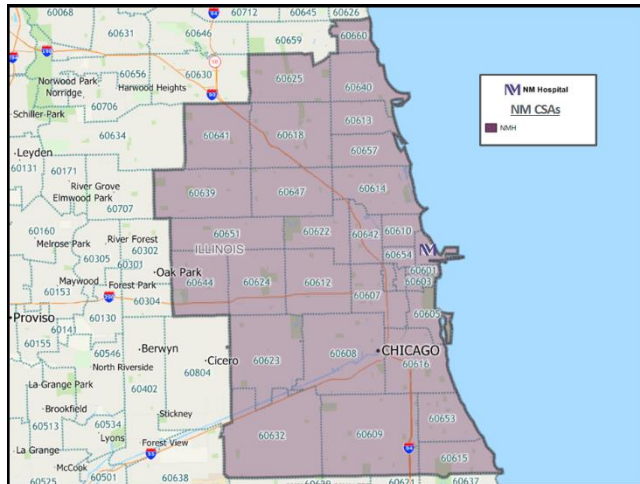 60068
60712
60645
60626
60631
60646
60659
60660
NM Hospital
NM CSAs
NMH
60656
60630
60625
60640
Norwood Park
Norridge
Harwood Heights
60706
Schiller Park
60634
60641
60618
60613
60657
Leyden
60131
60171
River Grove
Elmwood Park
60707
60639
60647
60614
60160
Melrose Park
River Forest
60302
60305
60301
60651
ILLINOIS
60622
60642
60610
60654
NM
60601
60603
Oak Park
Maywood
Forest Park
60153
60304
60644
60624
60612
60607
60605
Proviso
60141
60130
60155
60546
Berwyn
North Riverside
Cicero
60804
60623
60608
CHICAGO
60616
La Grange Park
60402
Brookfield
60513
60534
Stickney
Lyons
Forest View
La Grange
McCook
60525
60501
60638
55
60632
60609
94
60653
60615
60637